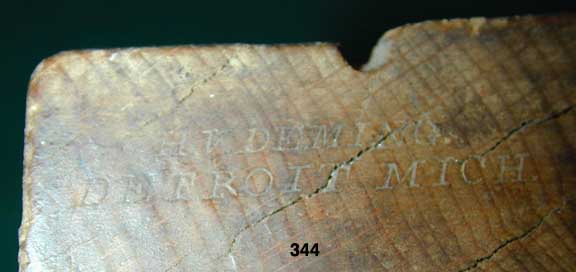 H.F. DEMING
DETROIT MICH.
344